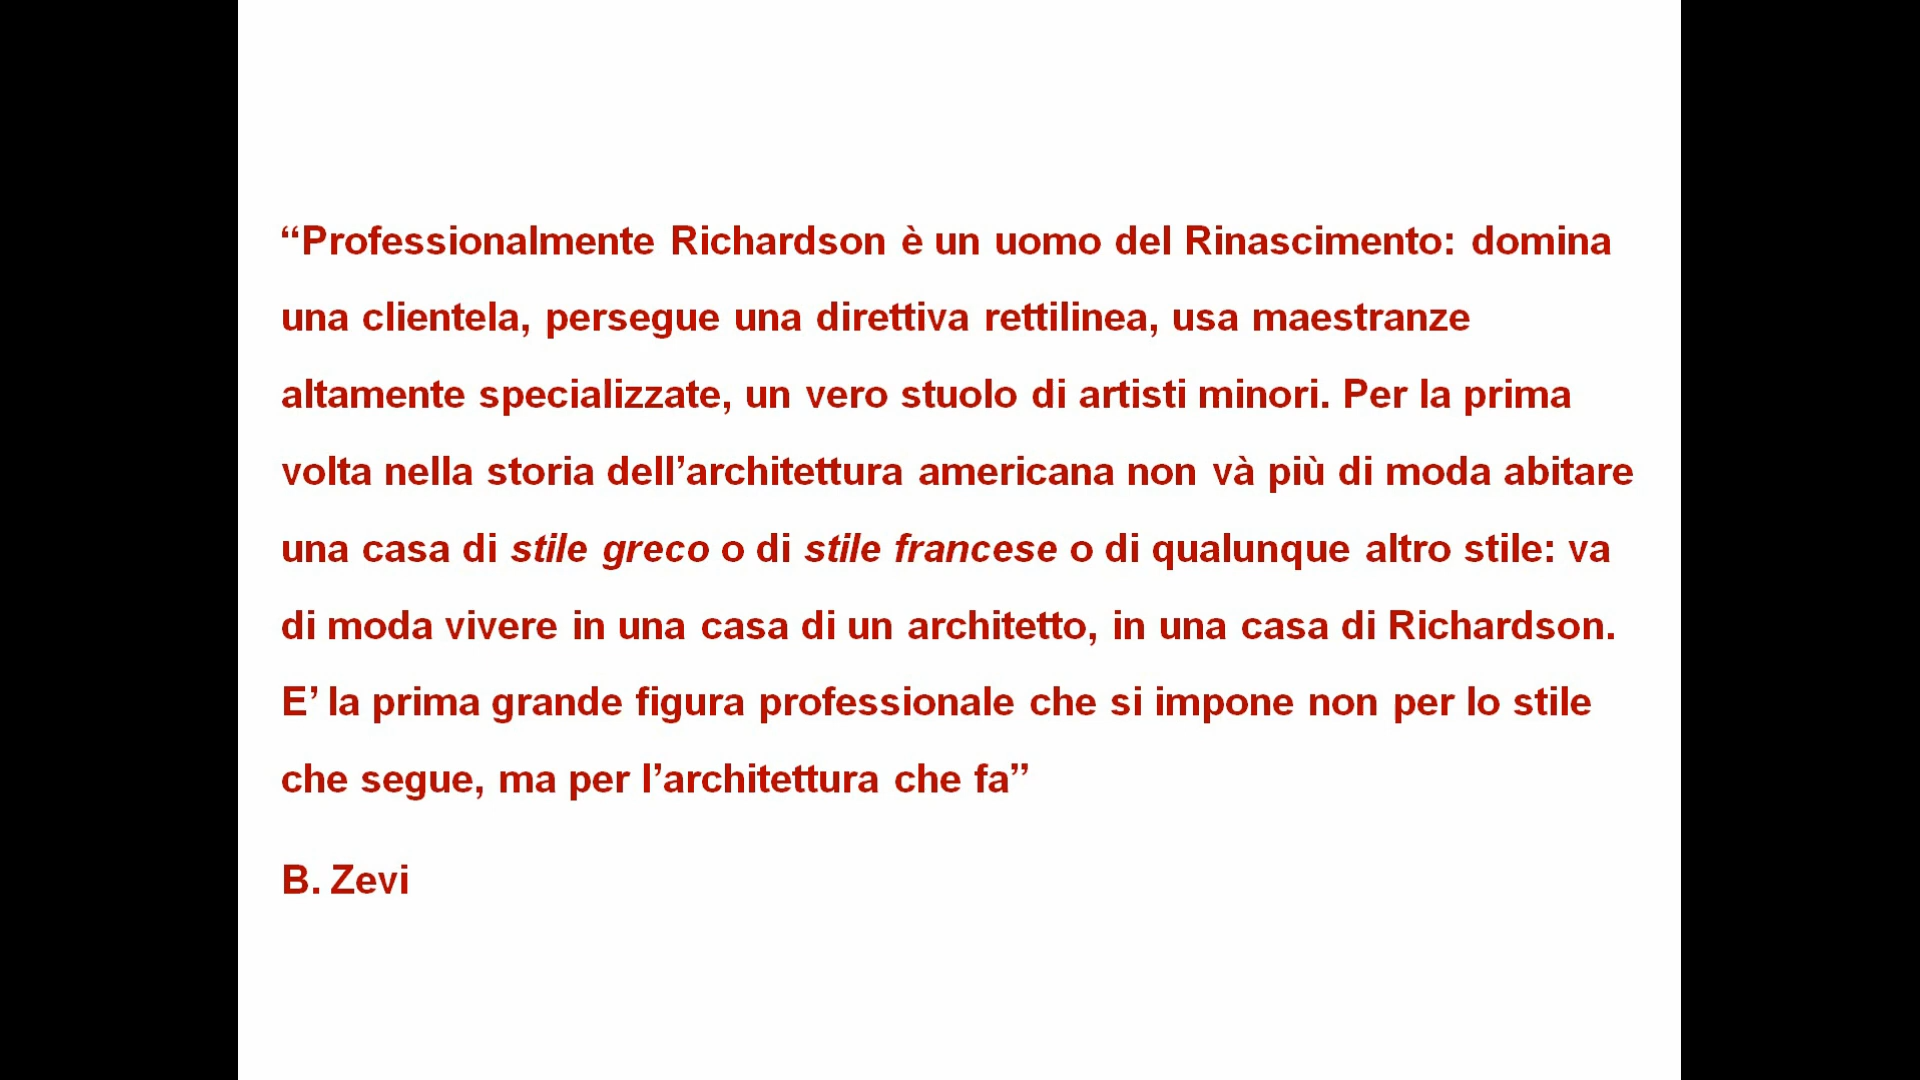 “Professionalmente Richardson è un uomo del Rinascimento: domina
una clientela, persegue una direttiva rettilinea, usa maestranze
altamente specializzate, un vero stuolo di artisti minori. Per la prima
volta nella storia dell’architettura americana non và più di moda abitare
una casa di stile greco o di stile francese o di qualunque altro stile: va
di moda vivere in una casa di un architetto, in una casa di Richardson.
E’ la prima grande figura professionale che si impone non per lo stile
che segue, ma per l’architettura che fa”
B. Zevi